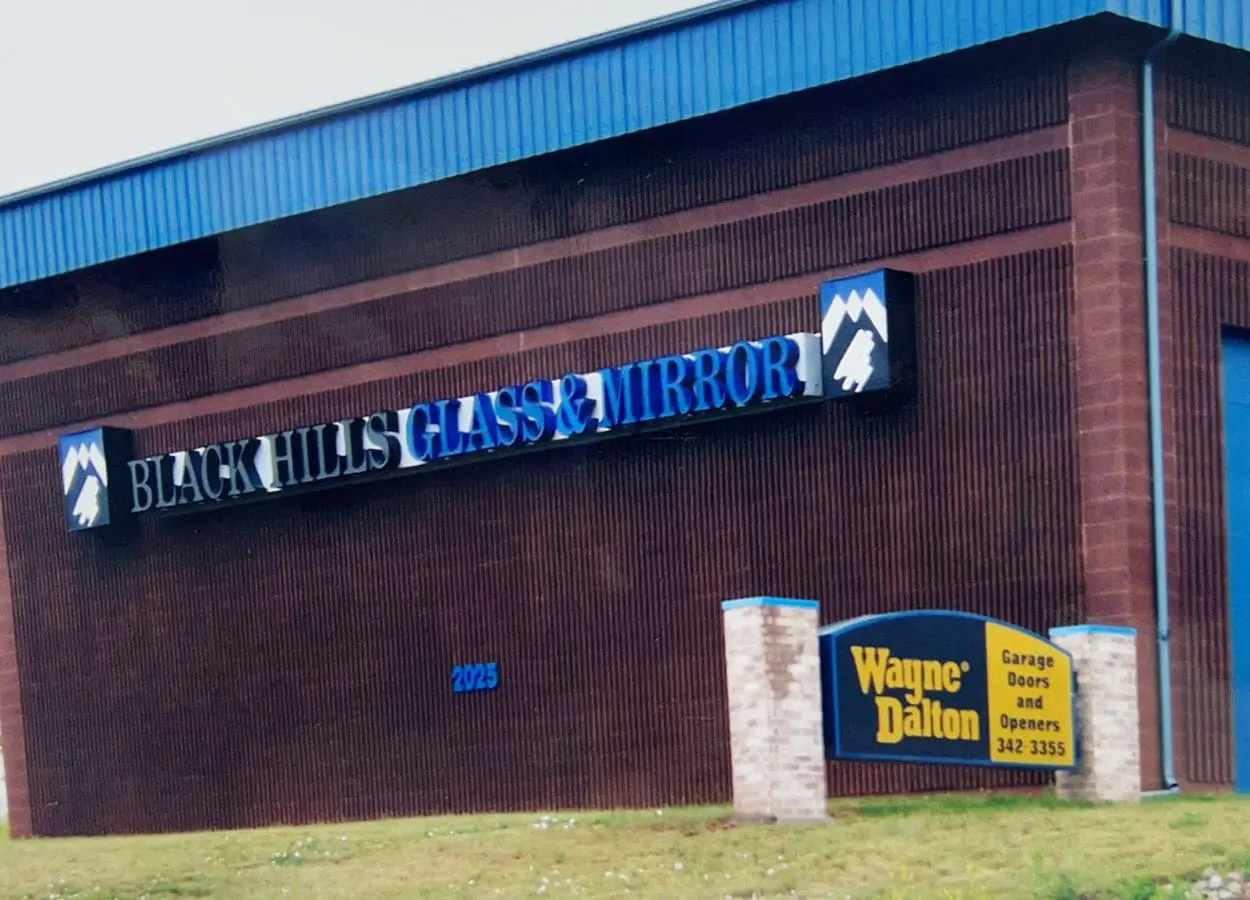 BLACK HILLS GLASS & MIRROR
2025
Wayne®
Dalton
Garage
Doors
and
Openers
342-3355